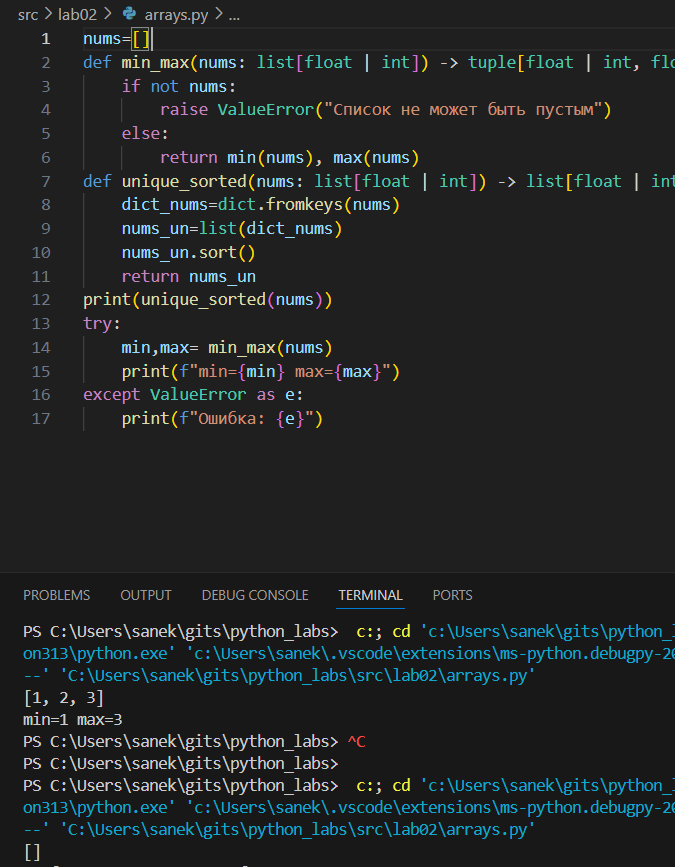 src > lab02 > arrays.py > ...
1 nums=[]
2 def min_max(nums: list[float | int]) -> tuple[float | int, flo
3     if not nums:
4         raise ValueError("Список не может быть пустым")
5     else:
6         return min(nums), max(nums)
7 def unique_sorted(nums: list[float | int]) -> list[float | int
8     dict_nums=dict.fromkeys(nums)
9     nums_un=list(dict_nums)
10     nums_un.sort()
11     return nums_un
12 print(unique_sorted(nums))
13 try:
14     min,max= min_max(nums)
15     print(f"min={min} max={max}")
16 except ValueError as e:
17     print(f"Ошибка: {e}")
PROBLEMS OUTPUT DEBUG CONSOLE TERMINAL PORTS
PS C:\Users\sanek\gits\python_labs>  c:; cd 'c:\Users\sanek\gits\python_l
on313\python.exe' 'c:\Users\sanek\.vscode\extensions\ms-python.debugpy-20
--' 'C:\Users\sanek\gits\python_labs\src\lab02\arrays.py'
[1, 2, 3]
min=1 max=3
PS C:\Users\sanek\gits\python_labs> ^C
PS C:\Users\sanek\gits\python_labs>
PS C:\Users\sanek\gits\python_labs>  c:; cd 'c:\Users\sanek\gits\python_l
on313\python.exe' 'c:\Users\sanek\.vscode\extensions\ms-python.debugpy-20
--' 'C:\Users\sanek\gits\python_labs\src\lab02\arrays.py'
[]